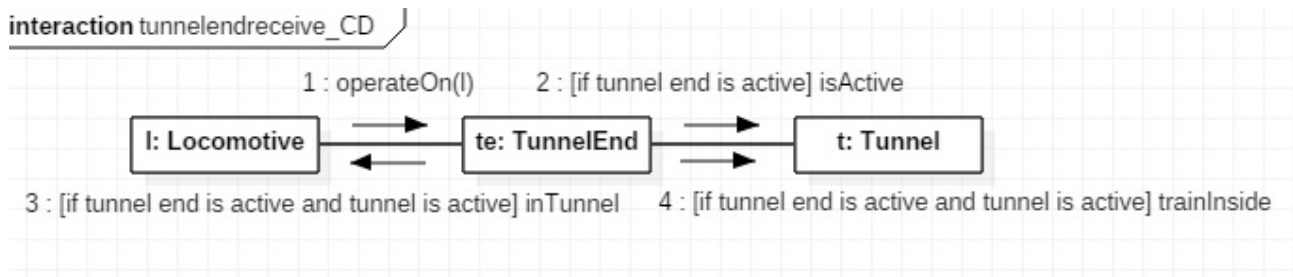 interaction tunnelendreceive_CD
1 : operateOn(l)
2 : [if tunnel end is active] isActive
l: Locomotive
te: TunnelEnd
t: Tunnel
3 : [if tunnel end is active and tunnel is active] inTunnel
4 : [if tunnel end is active and tunnel is active] trainInside